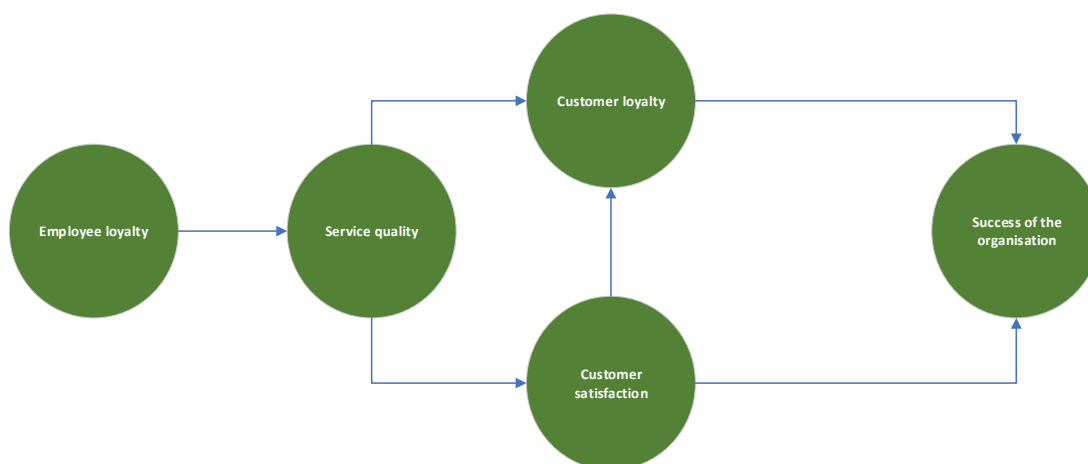 Employee loyalty
Service quality
Customer loyalty
Customer
satisfaction
Success of the
organisation